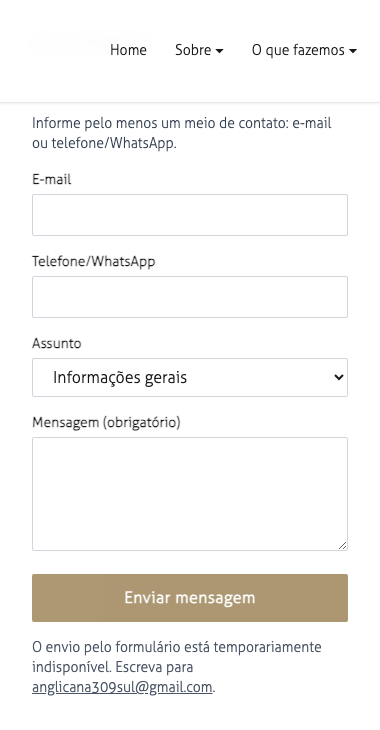 Home Sobre O que fazemos
Informe pelo menos um meio de contato: e-mail
ou telefone/WhatsApp.
E-mail
Telefone/WhatsApp
Assunto
Informações gerais
Mensagem (obrigatório)
Enviar mensagem
O envio pelo formulário está temporariamente
indisponível. Escreva para
anglicana309sul@gmail.com.